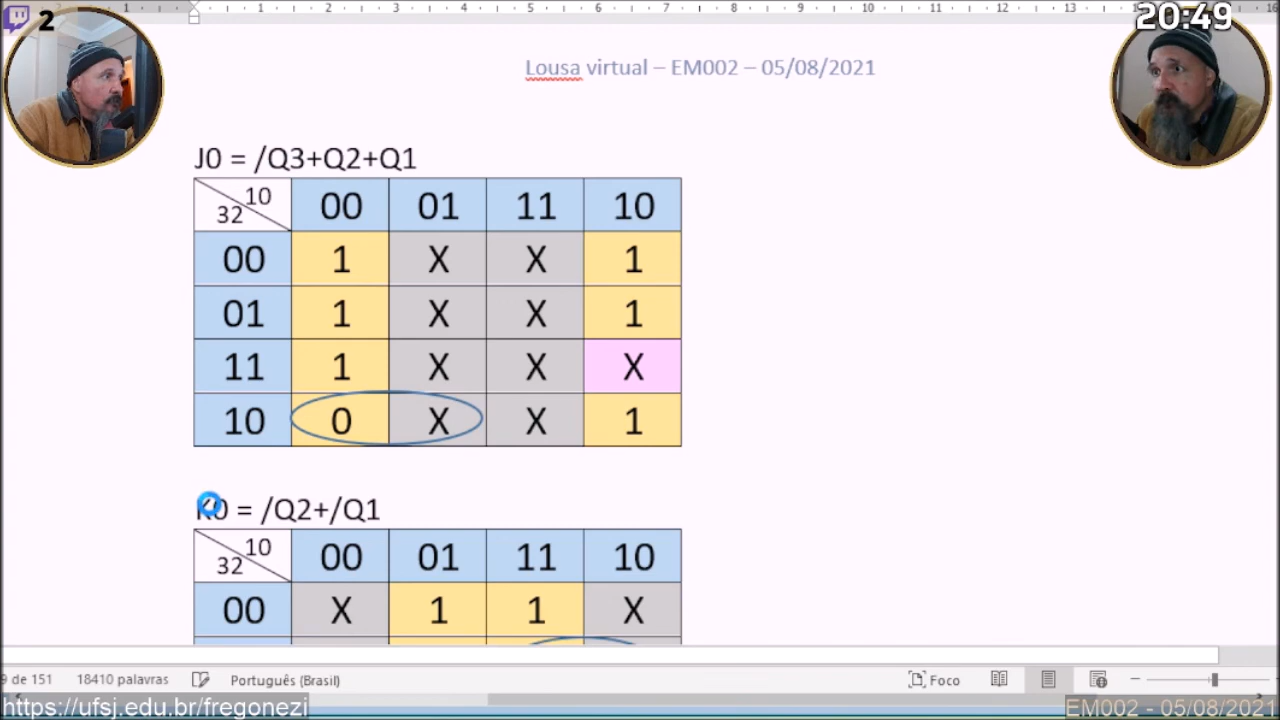 2
20:49
Lousa virtual – EM002 – 05/08/2021
J0 = /Q3+Q2+Q1
10
32
00 01 11 10
00 1 X X 1
01 1 X X 1
11 1 X X X
10 0 X X 1
K0 = /Q2+/Q1
10
32
00 01 11 10
00 X 1 1 X
9 de 151 18410 palavras Português (Brasil) Foco
https://ufsj.edu.br/fregonezi
EM002 - 05/08/2021